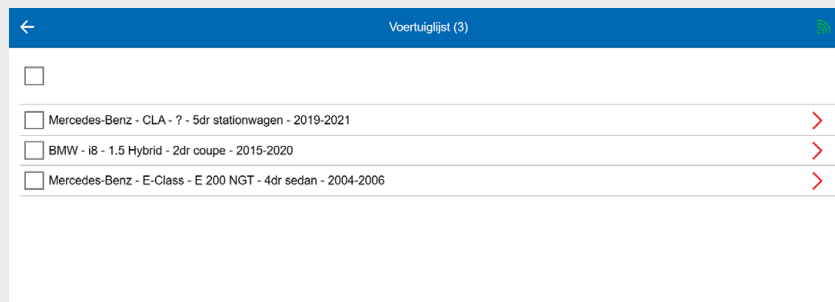 Voertuiglijst (3)
Mercedes-Benz - CLA - ? - 5dr stationwagen - 2019-2021
BMW - i8 - 1.5 Hybrid - 2dr coupe - 2015-2020
Mercedes-Benz - E-Class - E 200 NGT - 4dr sedan - 2004-2006